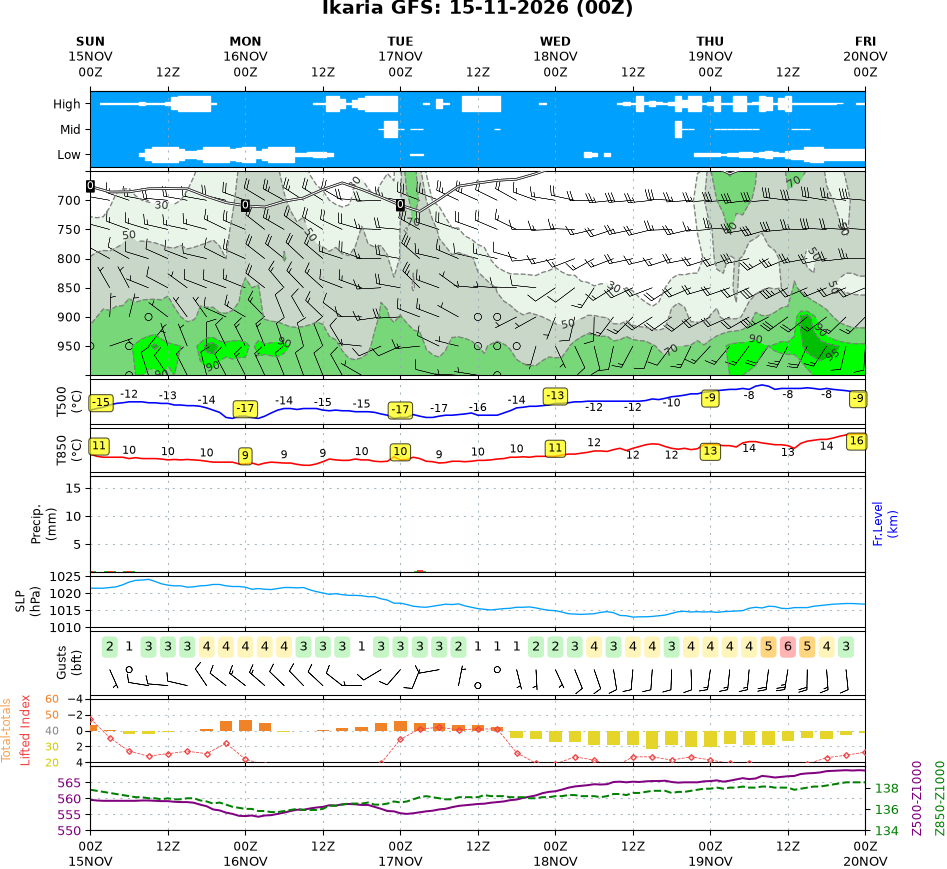 Ikaria GFS: 15-11-2026 (00Z)
SUN MON TUE WED THU FRI
15NOV 16NOV 17NOV 18NOV 19NOV 20NOV
00Z 12Z 00Z 12Z 00Z 12Z 00Z 12Z 00Z 12Z 00Z
High
Mid
Low
0 0 0
30 50 70 30 50 50 90 90 90 90 95
700
750
800
850
900
950
T500 (°C)
-15 -12 -13 -14 -17 -14 -15 -15 -17 -17 -16 -14 -13 -12 -12 -10 -9 -8 -8 -8 -9
T850 (°C)
11 10 10 10 9 9 9 10 10 9 10 10 11 12 12 12 13 14 13 14 16
Precip. (mm)
15
10
5
Fr.Level (km)
SLP (hPa)
1025
1020
1015
1010
Gusts (bft)
2 1 3 3 3 4 4 4 4 4 3 3 3 1 3 3 3 3 2 1 1 1 2 2 3 4 3 4 4 3 4 4 4 4 5 6 5 4 3
Total-totals
Lifted Index
60 −4
50 −2
40 0
30 2
20 4
565
560
555
550
138
136
134
Z500-Z1000
Z850-Z1000
00Z 12Z 00Z 12Z 00Z 12Z 00Z 12Z 00Z 12Z 00Z
15NOV 16NOV 17NOV 18NOV 19NOV 20NOV